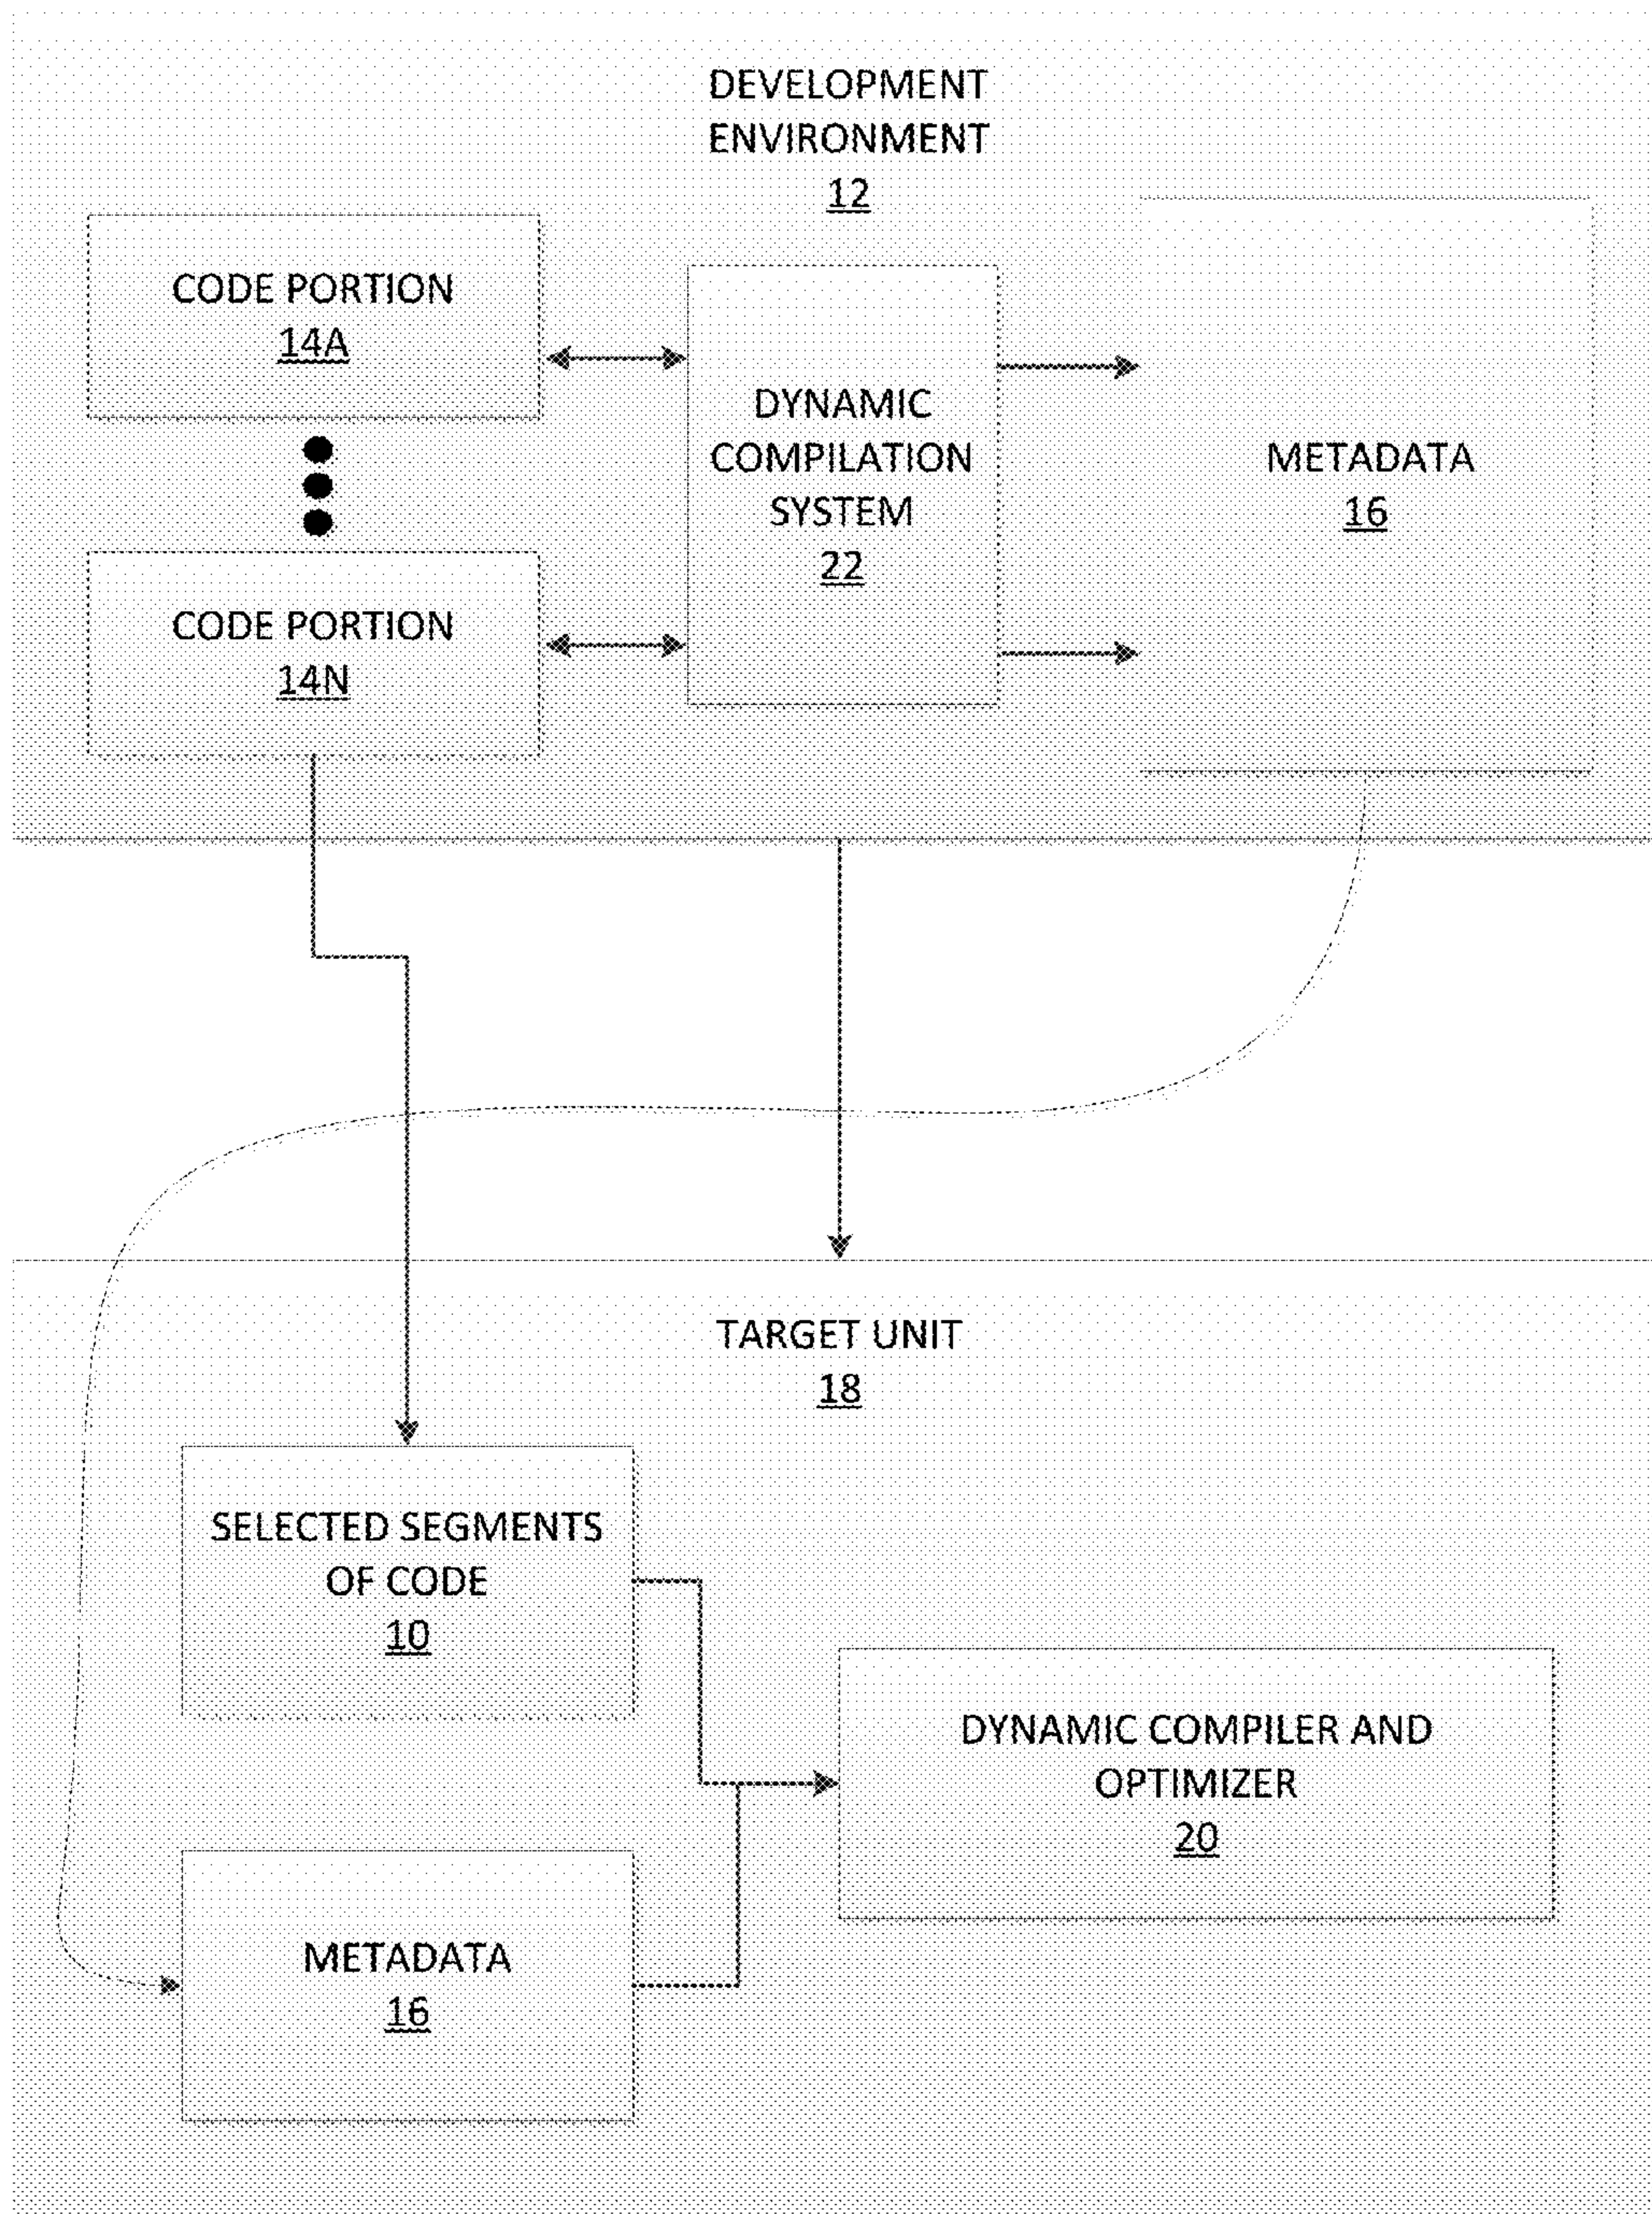 DEVELOPMENT
ENVIRONMENT
12
CODE PORTION
14A
DYNAMIC
COMPILATION
SYSTEM
22
METADATA
16
CODE PORTION
14N
TARGET UNIT
18
SELECTED SEGMENTS
OF CODE
10
DYNAMIC COMPILER AND
OPTIMIZER
20
METADATA
16